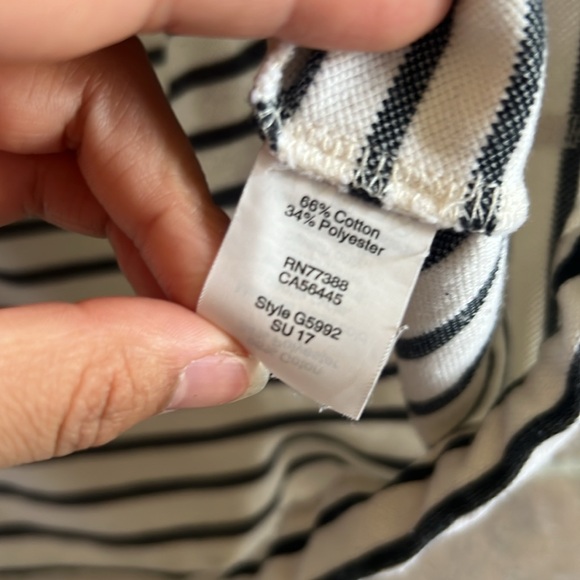 66% Cotton
34% Polyester
RN77388
CA56445
Style G5992
SU 17